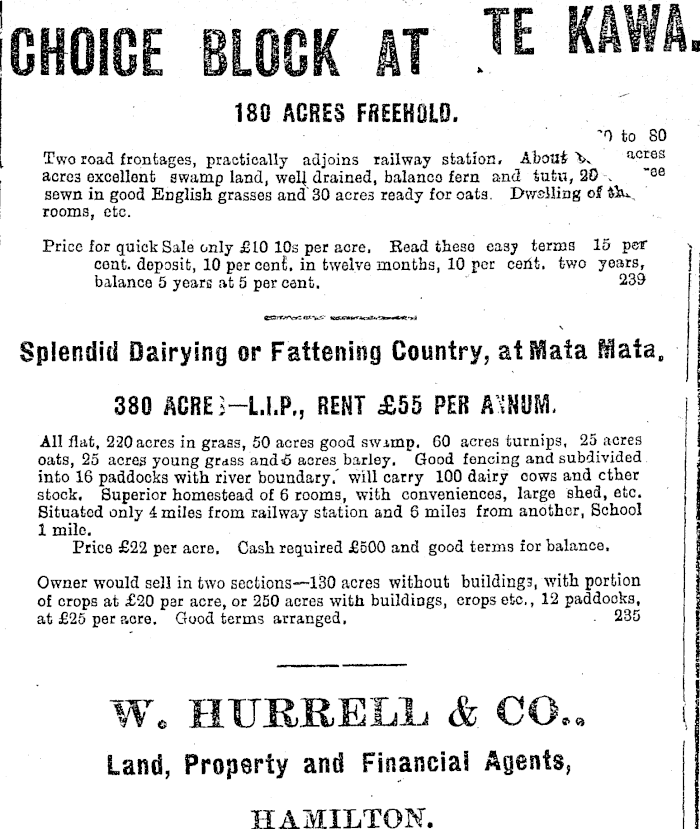 CHOICE BLOCK AT TE KAWA.
180 ACRES FREEHOLD.
to 80
Two road frontages, practically adjoins railway station. About acres
acres excellent swamp land, well drained, balance fern and tutu, 20
sewn in good English grasses and 30 acres ready for oats. Dwelling of
rooms, etc.
Price for quick Sale only £10 10s per acre. Read these easy terms 15 per
cent. deposit, 10 per cent. in twelve months, 10 per cent. two years,
balance 5 years at 5 per cent. 239
Splendid Dairying or Fattening Country, at Mata Mata.
380 ACRE—L.I.P., RENT £55 PER ANNUM.
All flat, 220 acres in grass, 50 acres good swamp. 60 acres turnips, 25 acres
oats, 25 acres young grass and 5 acres barley. Good fencing and subdivided
into 16 paddocks with river boundary. will carry 100 dairy cows and other
stock. Superior homestead of 6 rooms, with conveniences, large shed, etc.
Situated only 4 miles from railway station and 6 miles from another, School
1 mile.
Price £22 per acre. Cash required £500 and good terms for balance.
Owner would sell in two sections—130 acres without buildings, with portion
of crops at £20 per acre, or 250 acres with buildings, crops etc., 12 paddocks,
at £25 per acre. Good terms arranged. 235
W. HURRELL & CO.,
Land, Property and Financial Agents,
HAMILTON.